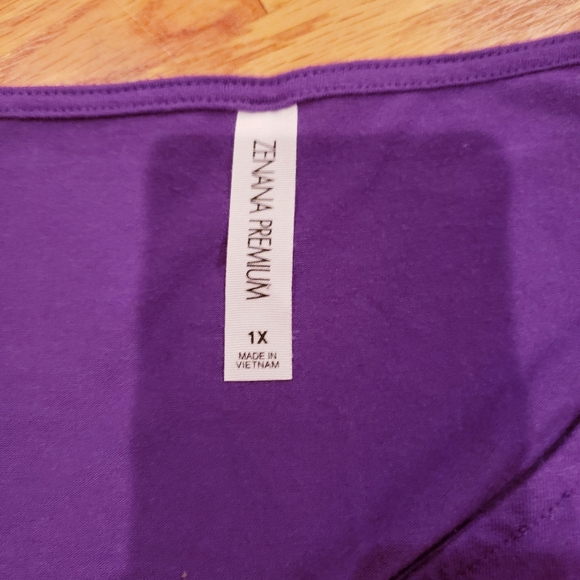 ZENANA PREMIUM
1X
MADE IN
VIETNAM